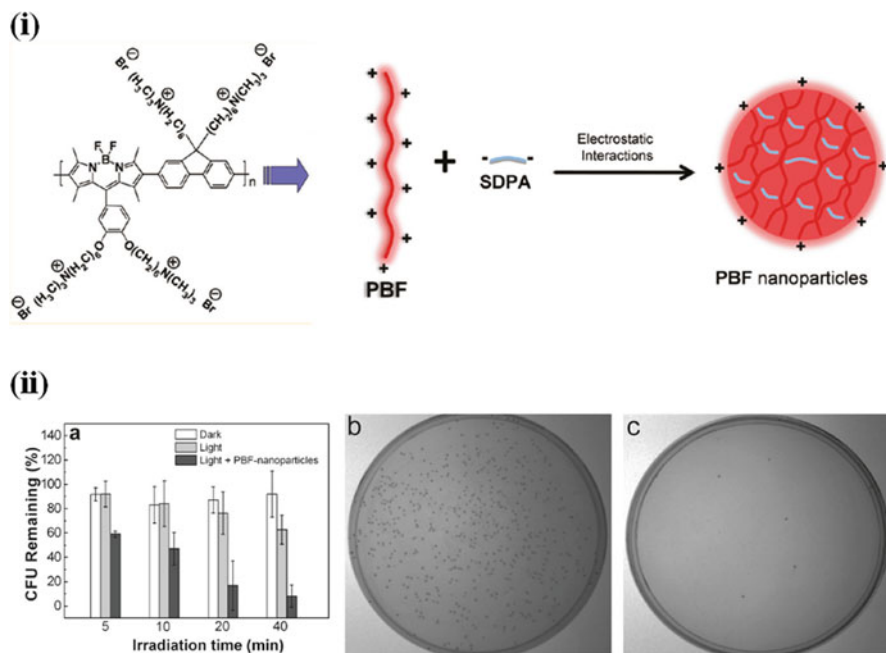 (i)
Br (H₃C)₃N(H₂C)₆
(CH₂)₆N(CH₃)₃ Br
F F
B
N N
n
O
O(CH₂)₆N(CH₃)₃ Br
Br (H₃C)₃N(H₂C)₆O
PBF
+
SDPA
Electrostatic
Interactions
PBF nanoparticles
(ii)
a
Dark
Light
Light + PBF-nanoparticles
CFU Remaining (%)
140
120
100
80
60
40
20
0
5 10 20 40
Irradiation time (min)
b
c